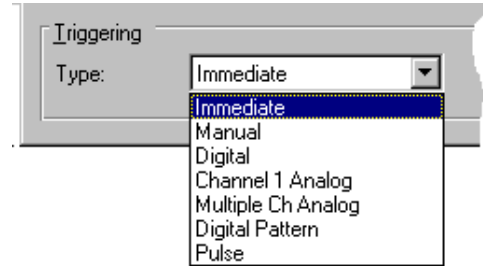 Triggering
Type: Immediate
Immediate
Manual
Digital
Channel 1 Analog
Multiple Ch Analog
Digital Pattern
Pulse